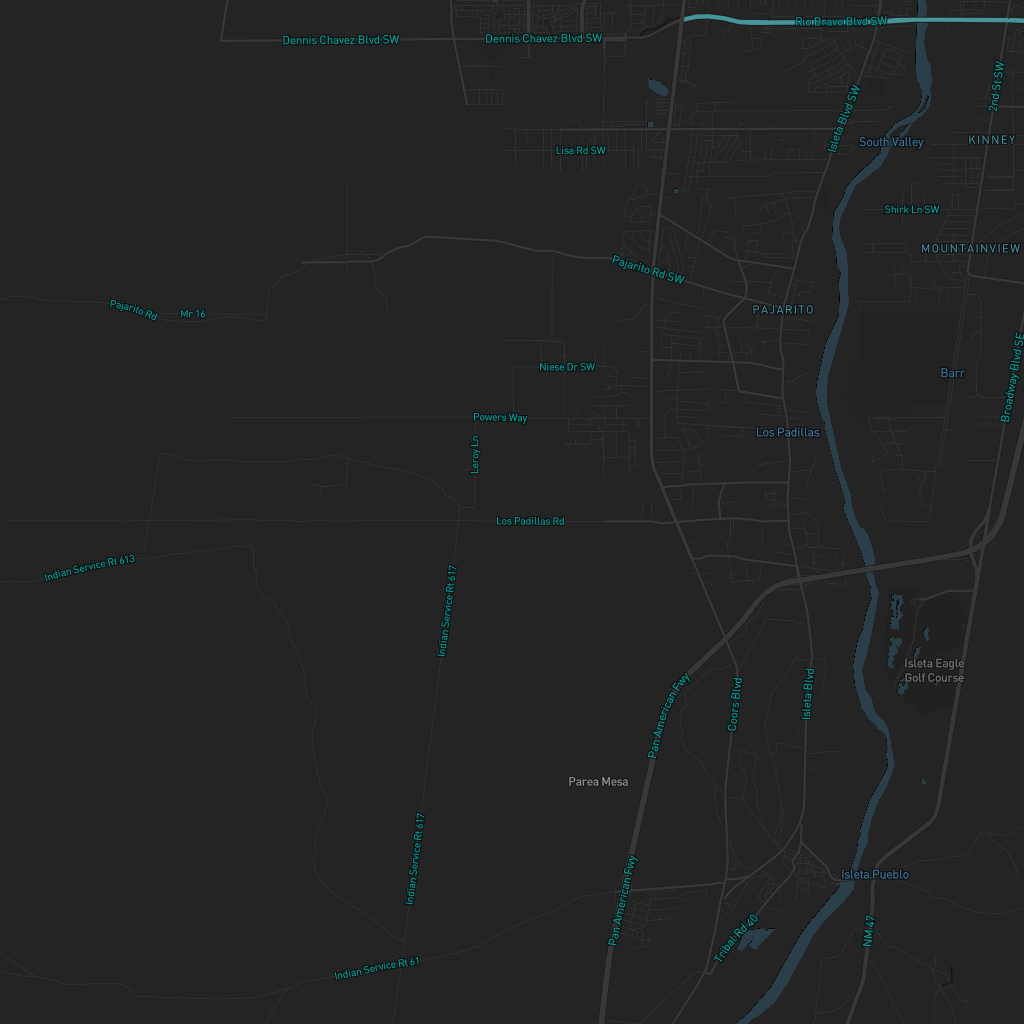 Rio Bravo Blvd SW
Dennis Chavez Blvd SW
Dennis Chavez Blvd SW
2nd St SW
Isleta Blvd SW
South Valley
KINNEY
Lisa Rd SW
Shirk Ln SW
MOUNTAINVIEW
Pajarito Rd SW
Pajarito Rd
Mr 16
PAJARITO
Niese Dr SW
Barr
Broadway Blvd SE
Powers Way
Los Padillas
Leroy Ln
Los Padillas Rd
Indian Service Rt 613
Indian Service Rt 617
Isleta Eagle
Golf Course
Pan American Fwy
Coors Blvd
Isleta Blvd
Parea Mesa
Indian Service Rt 617
Isleta Pueblo
Pan American Fwy
Tribal Rd 40
NM 47
Indian Service Rt 61